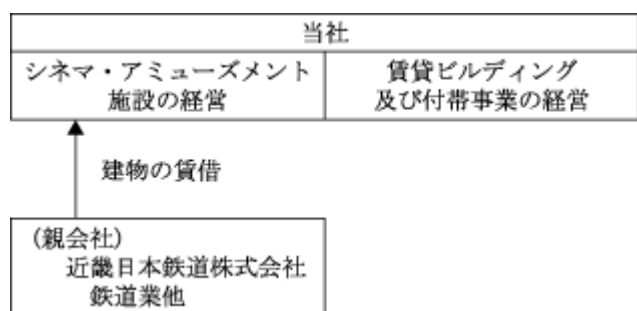 当社
シネマ・アミューズメント
施設の経営
賃貸ビルディング
及び付帯事業の経営
建物の賃借
(親会社)
近畿日本鉄道株式会社
鉄道業他